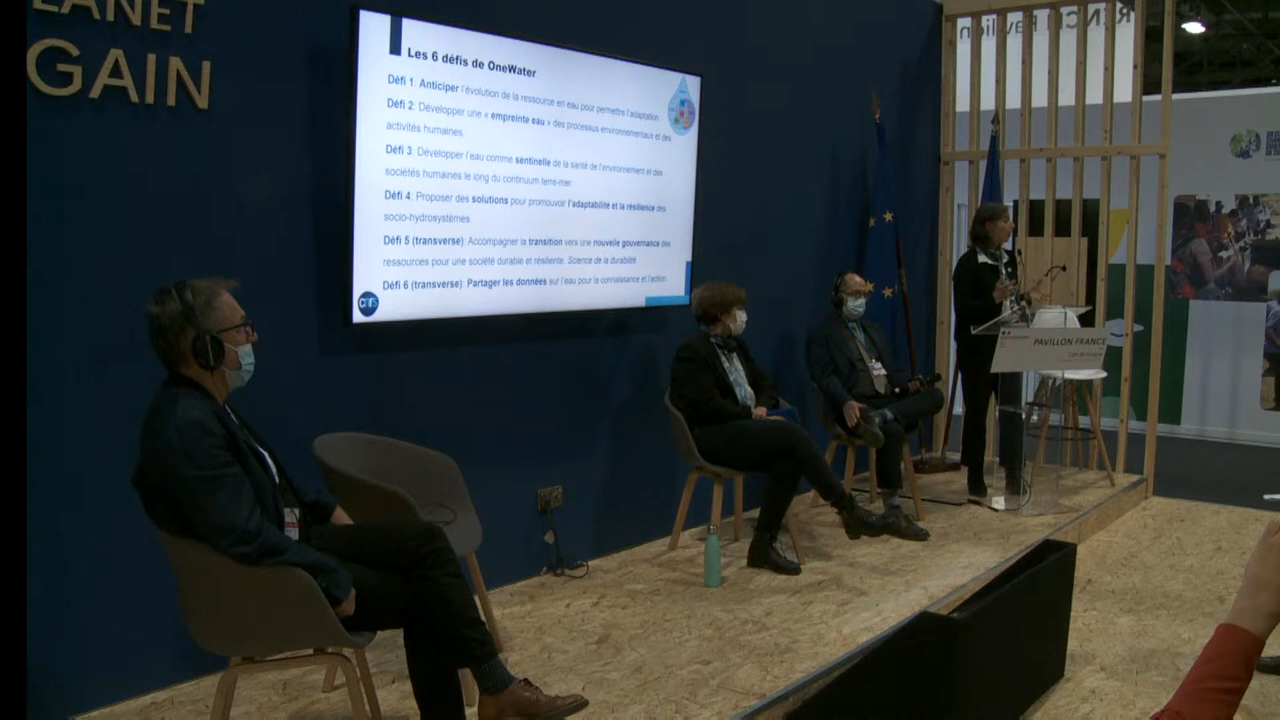 LANET
GAIN
Les 6 défis de OneWater
Défi 1: Anticiper l'évolution de la ressource en eau pour permettre l'adaptation.
Défi 2: Développer une « empreinte eau » des processus environnementaux et des
activités humaines.
Défi 3: Développer l'eau comme sentinelle de la santé de l'environnement et des
sociétés humaines le long du continuum terre-mer.
Défi 4: Proposer des solutions pour promouvoir l'adaptabilité et la résilience des
socio-hydrosystèmes.
Défi 5 (transverse): Accompagner la transition vers une nouvelle gouvernance des
ressources pour une société durable et résiliente. Science de la durabilité.
Défi 6 (transverse): Partager les données sur l'eau pour la connaissance et l'action.
cnrs
PAVILLON FRANCE